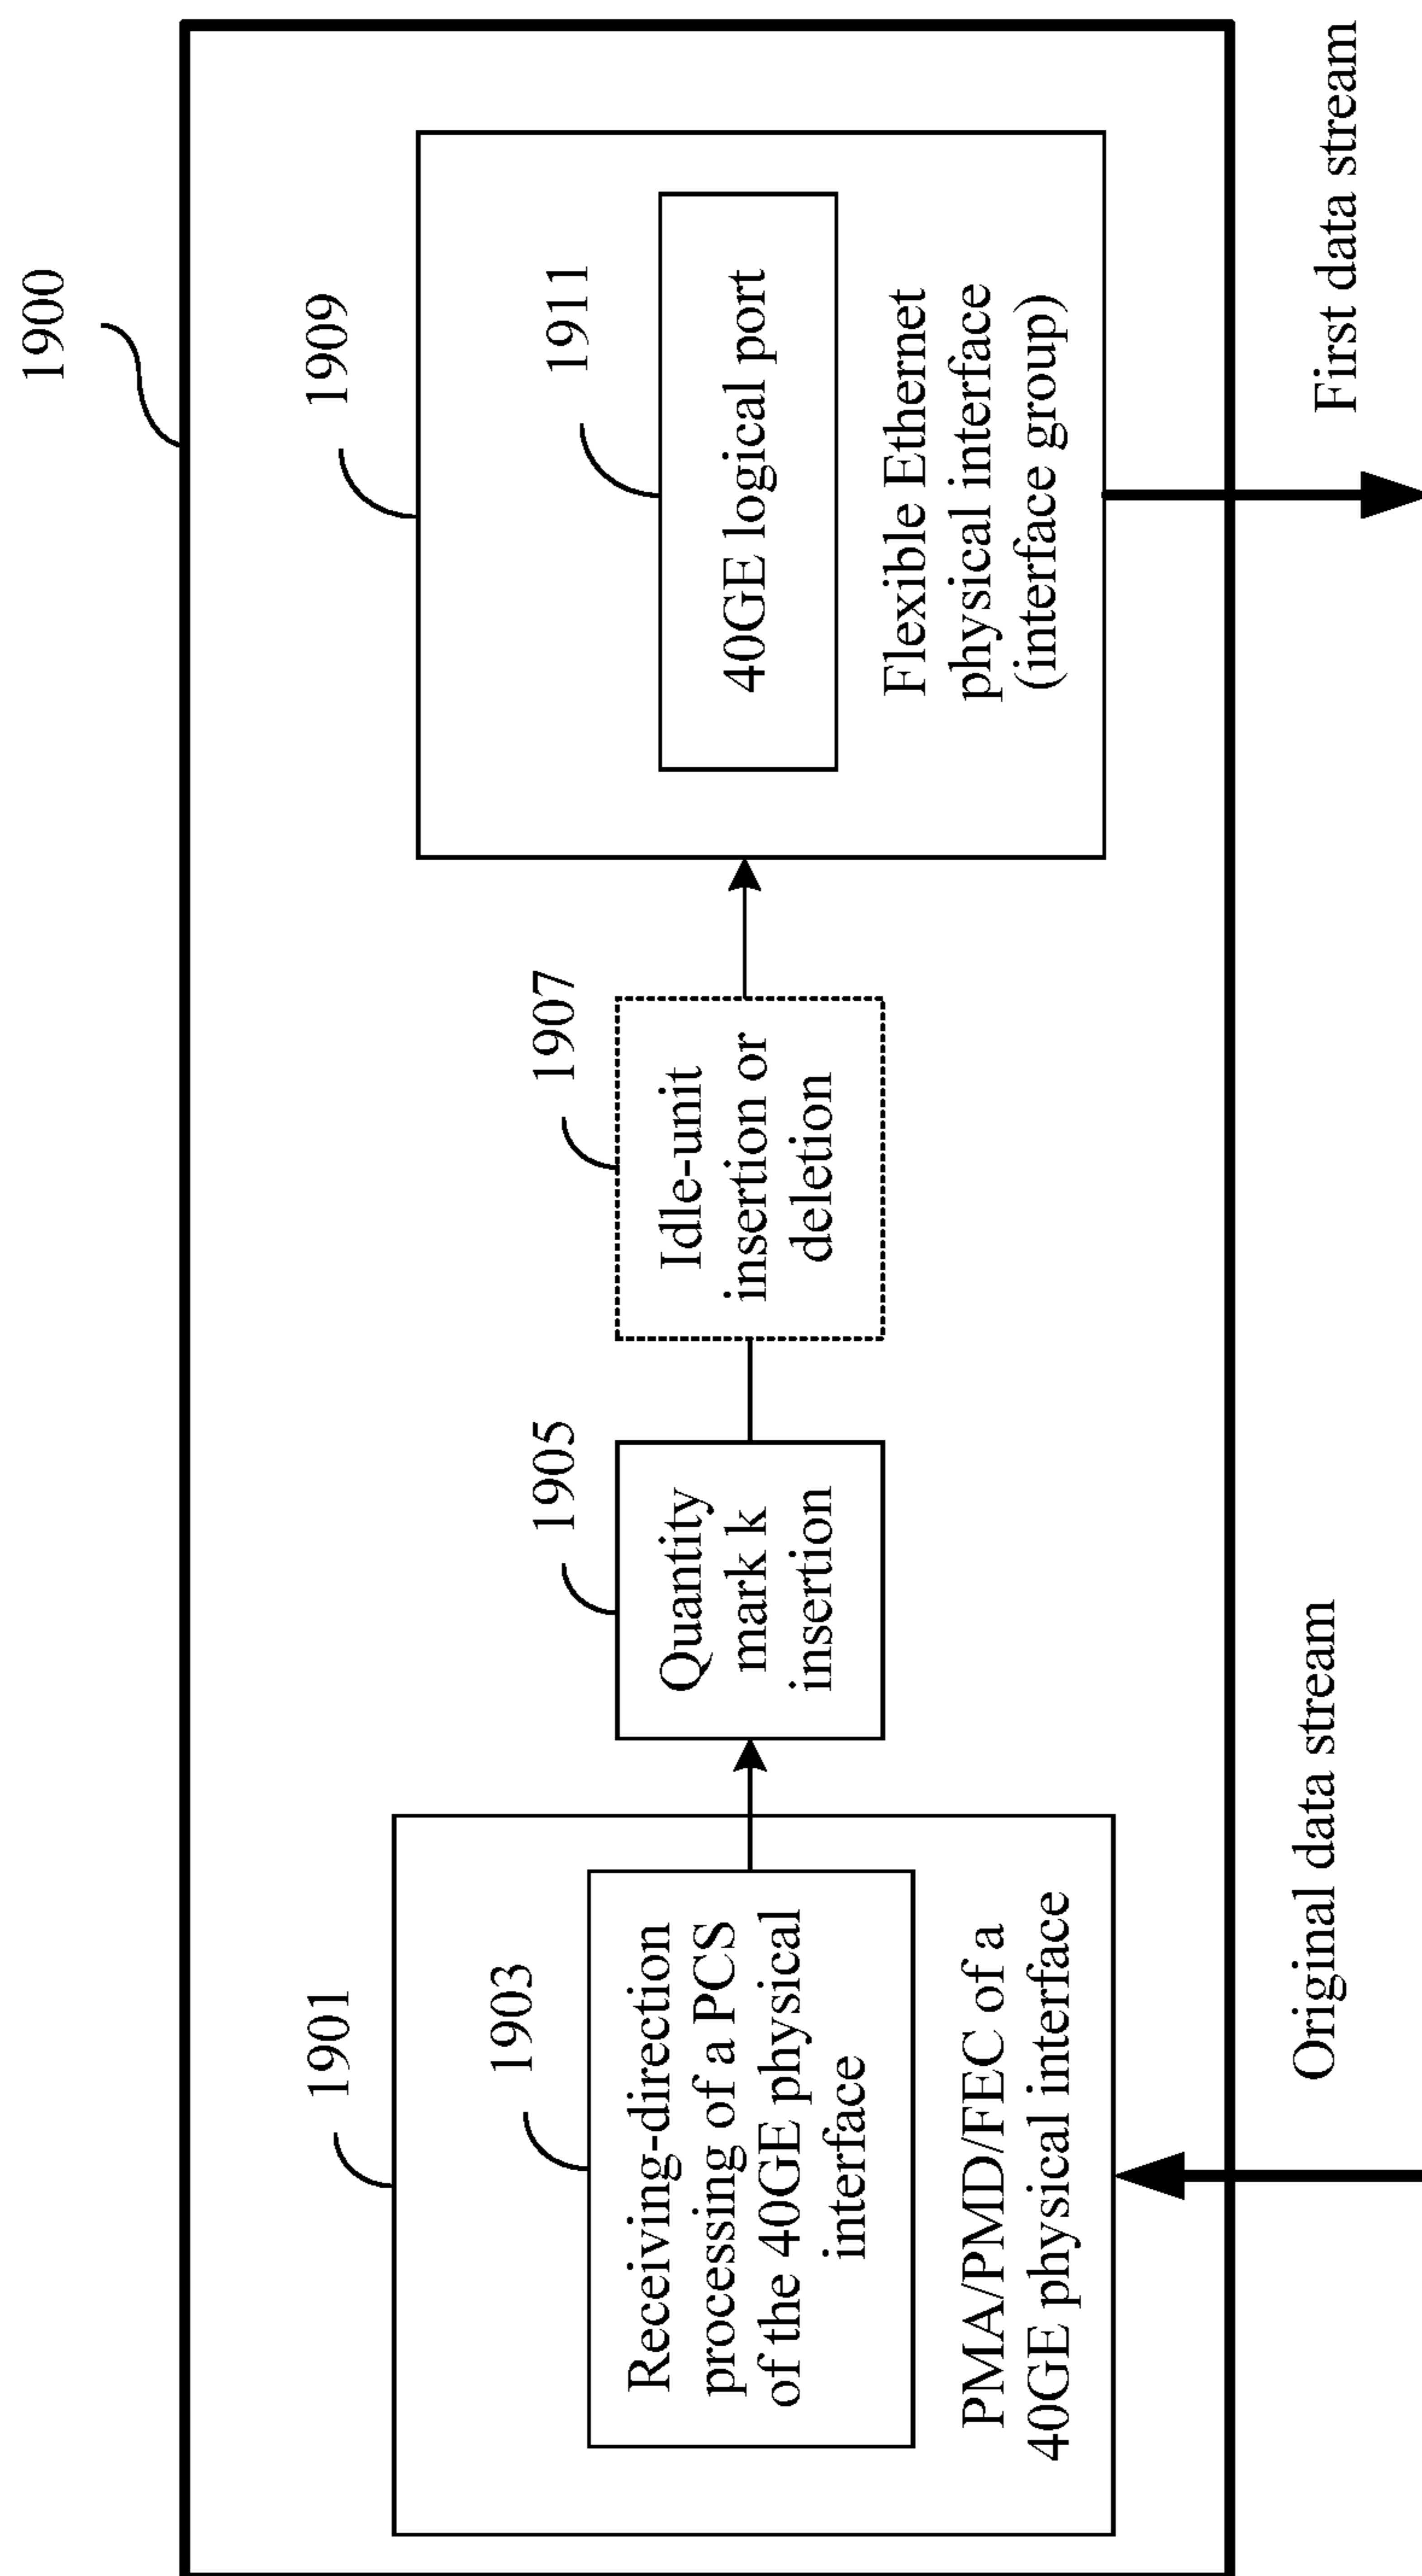 1900
1901
1903
Receiving-direction
processing of a PCS
of the 40GE physical
interface
PMA/PMD/FEC of a
40GE physical interface
1905
Quantity
mark k
insertion
1907
Idle-unit
insertion or
deletion
1909
1911
40GE logical port
Flexible Ethernet
physical interface
(interface group)
Original data stream
First data stream